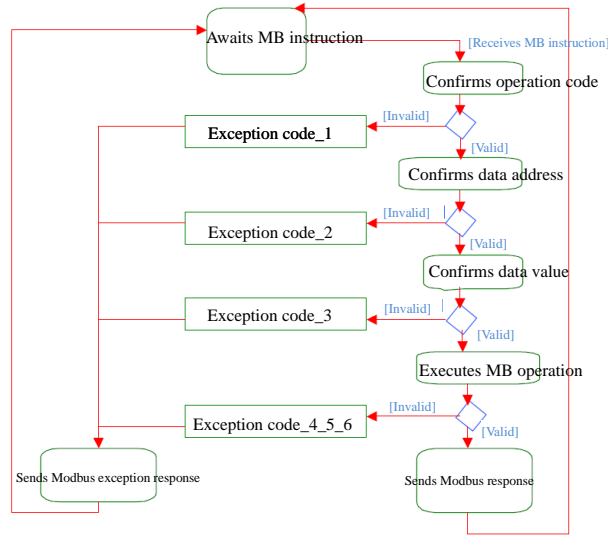 Awaits MB instruction
[Receives MB instruction]
Confirms operation code
[Invalid]
Exception code_1
[Valid]
Confirms data address
[Invalid]
Exception code_2
[Valid]
Confirms data value
[Invalid]
Exception code_3
[Valid]
Executes MB operation
[Invalid]
Exception code_4_5_6
[Valid]
Sends Modbus exception response
Sends Modbus response